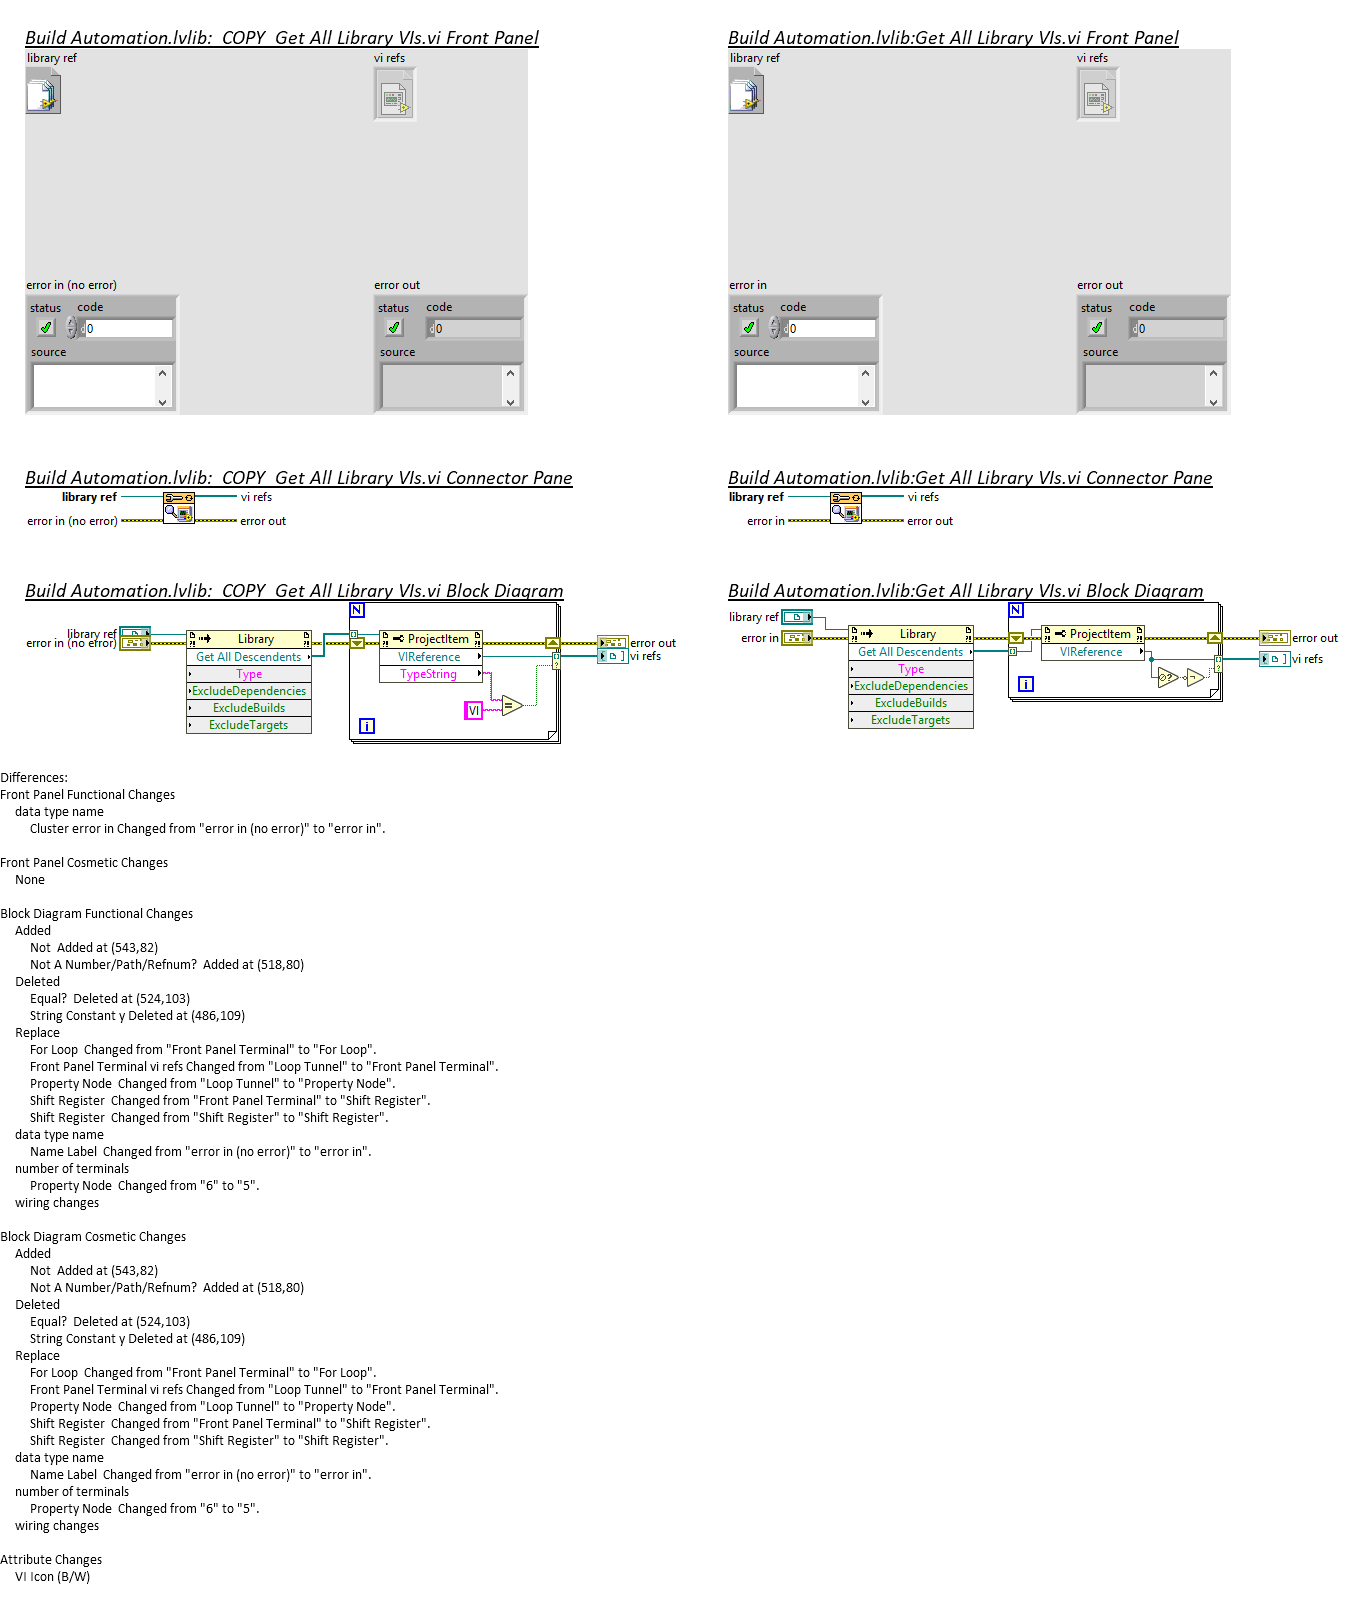 Build Automation.lvlib:  COPY  Get All Library VIs.vi Front Panel
library ref
vi refs
error in (no error)
status
code
d 0
source
error out
status
code
d 0
source
Build Automation.lvlib:Get All Library VIs.vi Front Panel
library ref
vi refs
error in
status
code
d 0
source
error out
status
code
d 0
source
Build Automation.lvlib:  COPY  Get All Library VIs.vi Connector Pane
library ref
vi refs
error in (no error)
error out
Build Automation.lvlib:Get All Library VIs.vi Connector Pane
library ref
vi refs
error in
error out
Build Automation.lvlib:  COPY  Get All Library VIs.vi Block Diagram
N
library ref
error in (no error)
Library
Get All Descendents
Type
ExcludeDependencies
ExcludeBuilds
ExcludeTargets
ProjectItem
VIReference
TypeString
VI
=
i
error out
vi refs
Build Automation.lvlib:Get All Library VIs.vi Block Diagram
N
library ref
error in
Library
Get All Descendents
Type
ExcludeDependencies
ExcludeBuilds
ExcludeTargets
ProjectItem
VIReference
i
error out
vi refs
Differences:
Front Panel Functional Changes
data type name
Cluster error in Changed from "error in (no error)" to "error in".
Front Panel Cosmetic Changes
None
Block Diagram Functional Changes
Added
Not  Added at (543,82)
Not A Number/Path/Refnum?  Added at (518,80)
Deleted
Equal?  Deleted at (524,103)
String Constant y Deleted at (486,109)
Replace
For Loop  Changed from "Front Panel Terminal" to "For Loop".
Front Panel Terminal vi refs Changed from "Loop Tunnel" to "Front Panel Terminal".
Property Node  Changed from "Loop Tunnel" to "Property Node".
Shift Register  Changed from "Front Panel Terminal" to "Shift Register".
Shift Register  Changed from "Shift Register" to "Shift Register".
data type name
Name Label  Changed from "error in (no error)" to "error in".
number of terminals
Property Node  Changed from "6" to "5".
wiring changes
Block Diagram Cosmetic Changes
Added
Not  Added at (543,82)
Not A Number/Path/Refnum?  Added at (518,80)
Deleted
Equal?  Deleted at (524,103)
String Constant y Deleted at (486,109)
Replace
For Loop  Changed from "Front Panel Terminal" to "For Loop".
Front Panel Terminal vi refs Changed from "Loop Tunnel" to "Front Panel Terminal".
Property Node  Changed from "Loop Tunnel" to "Property Node".
Shift Register  Changed from "Front Panel Terminal" to "Shift Register".
Shift Register  Changed from "Shift Register" to "Shift Register".
data type name
Name Label  Changed from "error in (no error)" to "error in".
number of terminals
Property Node  Changed from "6" to "5".
wiring changes
Attribute Changes
VI Icon (B/W)